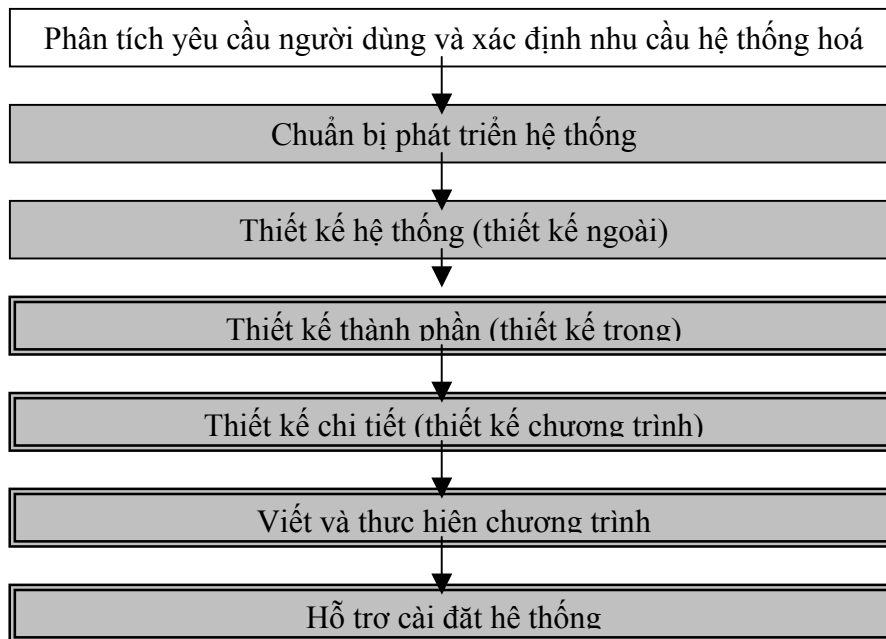 Phân tích yêu cầu người dùng và xác định nhu cầu hệ thống hoá
Chuẩn bị phát triển hệ thống
Thiết kế hệ thống (thiết kế ngoài)
Thiết kế thành phần (thiết kế trong)
Thiết kế chi tiết (thiết kế chương trình)
Viết và thực hiện chương trình
Hỗ trợ cài đặt hệ thống